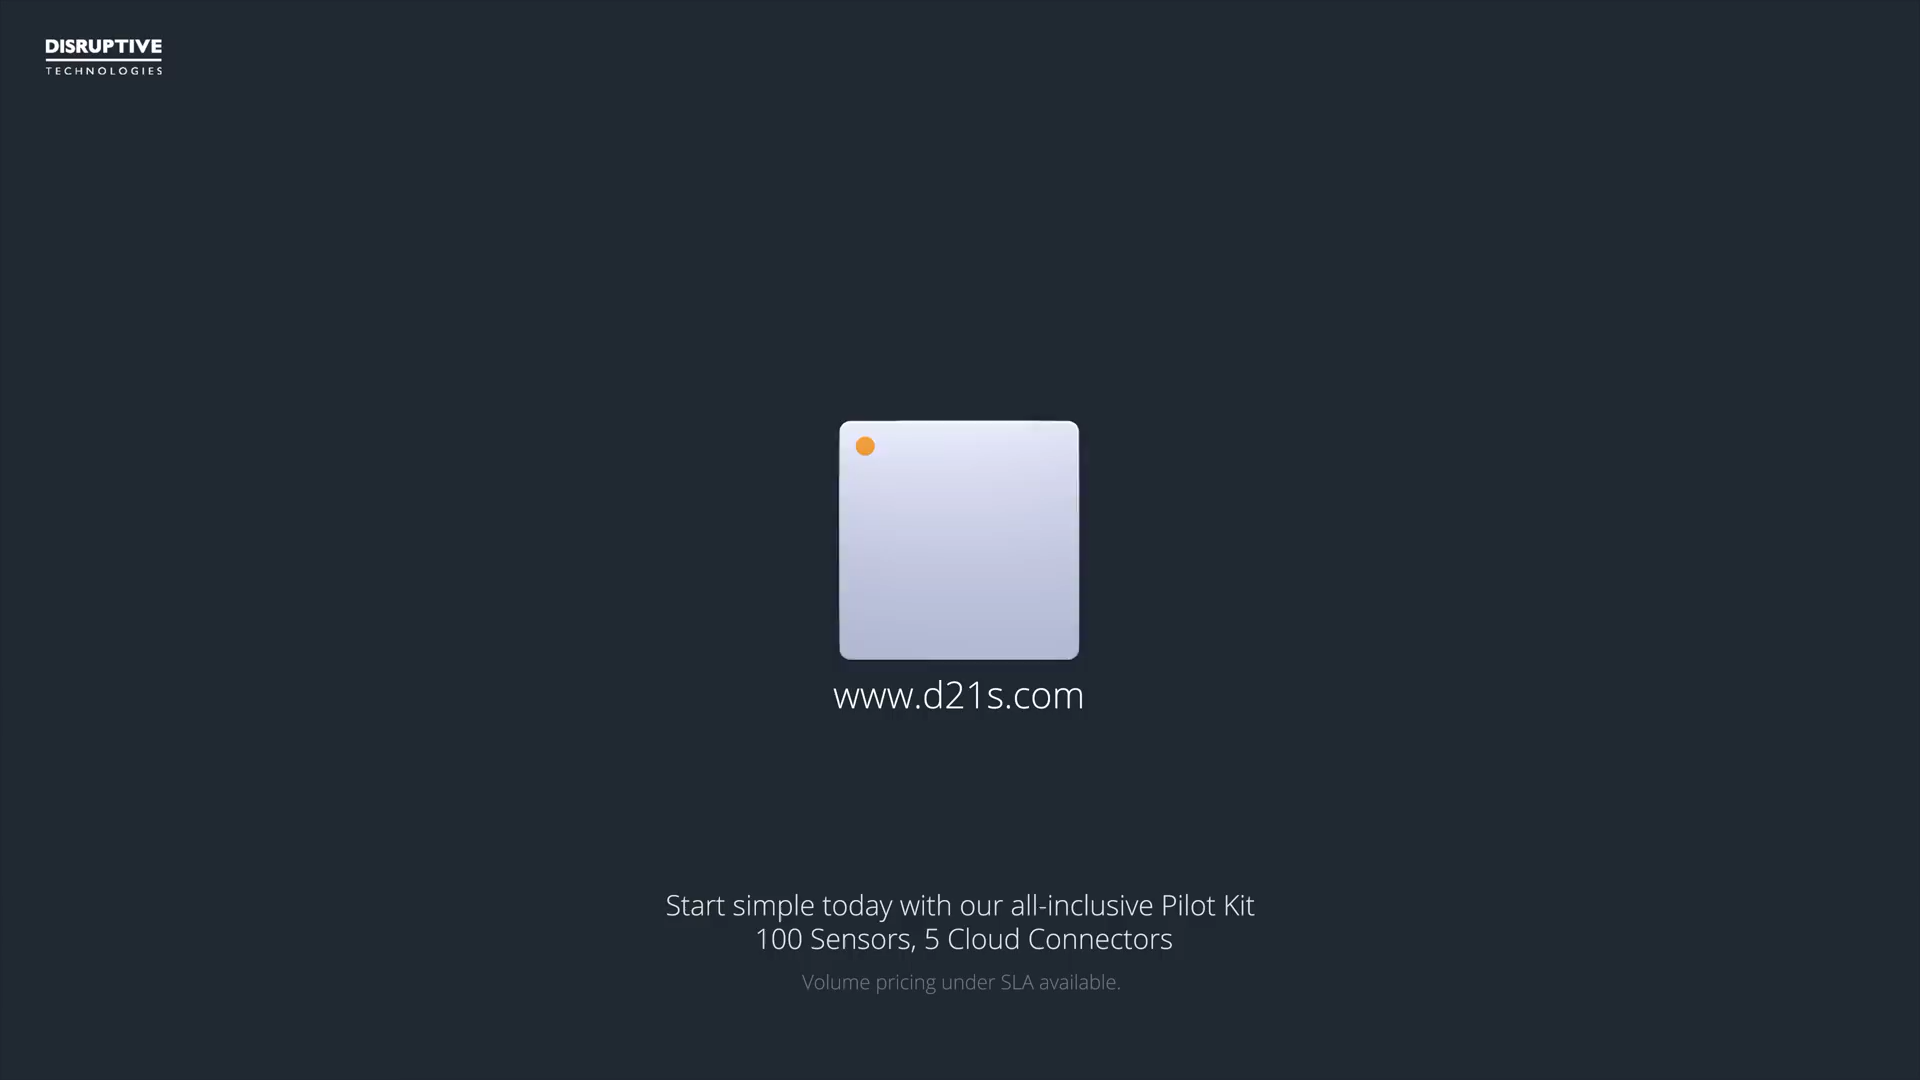 DISRUPTIVE
TECHNOLOGIES
www.d21s.com
Start simple today with our all-inclusive Pilot Kit
100 Sensors, 5 Cloud Connectors
Volume pricing under SLA available.